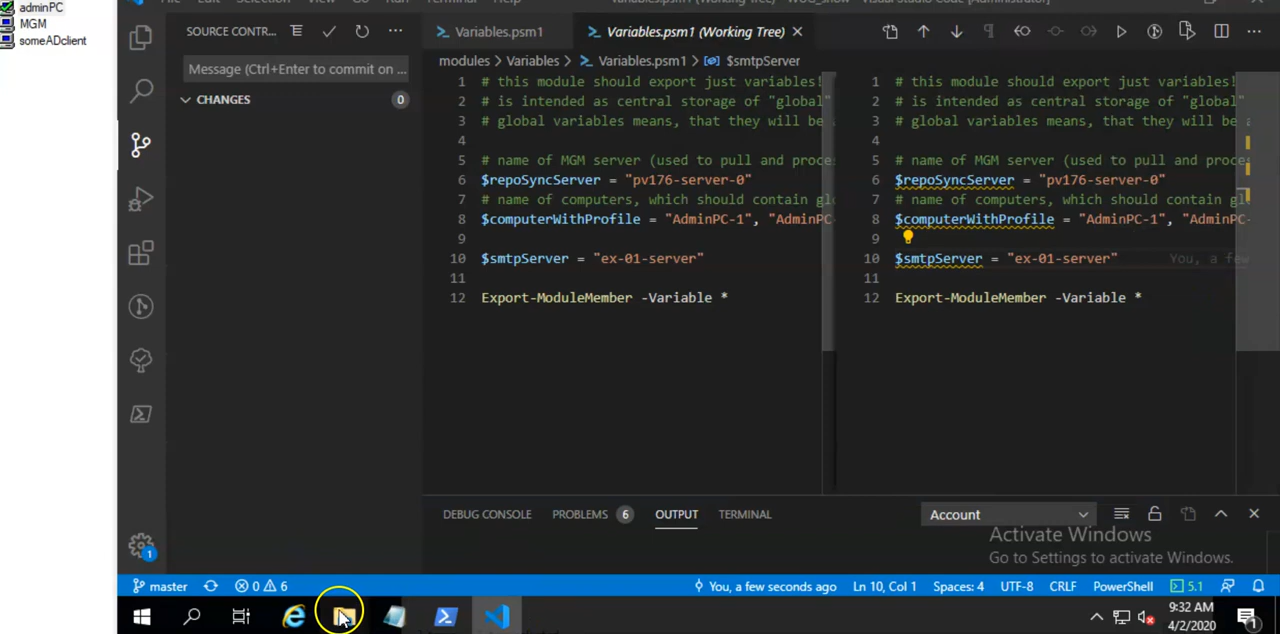 adminPC
MGM
someADclient
SOURCE CONTR...
Message (Ctrl+Enter to commit on ...
CHANGES
0
Variables.psm1
Variables.psm1 (Working Tree)
modules > Variables > Variables.psm1 > $smtpServer
1 # this module should export just variables!
2 # is intended as central storage of "global"
3 # global variables means, that they will be
4
5 # name of MGM server (used to pull and proce
6 $repoSyncServer = "pv176-server-0"
7 # name of computers, which should contain gl
8 $computerWithProfile = "AdminPC-1", "AdminPC-
9
10 $smtpServer = "ex-01-server"
11
12 Export-ModuleMember -Variable *
1 # this module should export just variables!
2 # is intended as central storage of "global"
3 # global variables means, that they will be
4
5 # name of MGM server (used to pull and proce
6 $repoSyncServer = "pv176-server-0"
7 # name of computers, which should contain gl
8 $computerWithProfile = "AdminPC-1", "AdminPC-
9
10 $smtpServer = "ex-01-server" You, a few
11
12 Export-ModuleMember -Variable *
DEBUG CONSOLE
PROBLEMS 6
OUTPUT
TERMINAL
Account
Activate Windows
Go to Settings to activate Windows.
1
master
0 6
You, a few seconds ago
Ln 10, Col 1
Spaces: 4
UTF-8
CRLF
PowerShell
5.1
9:32 AM
4/2/2020
1